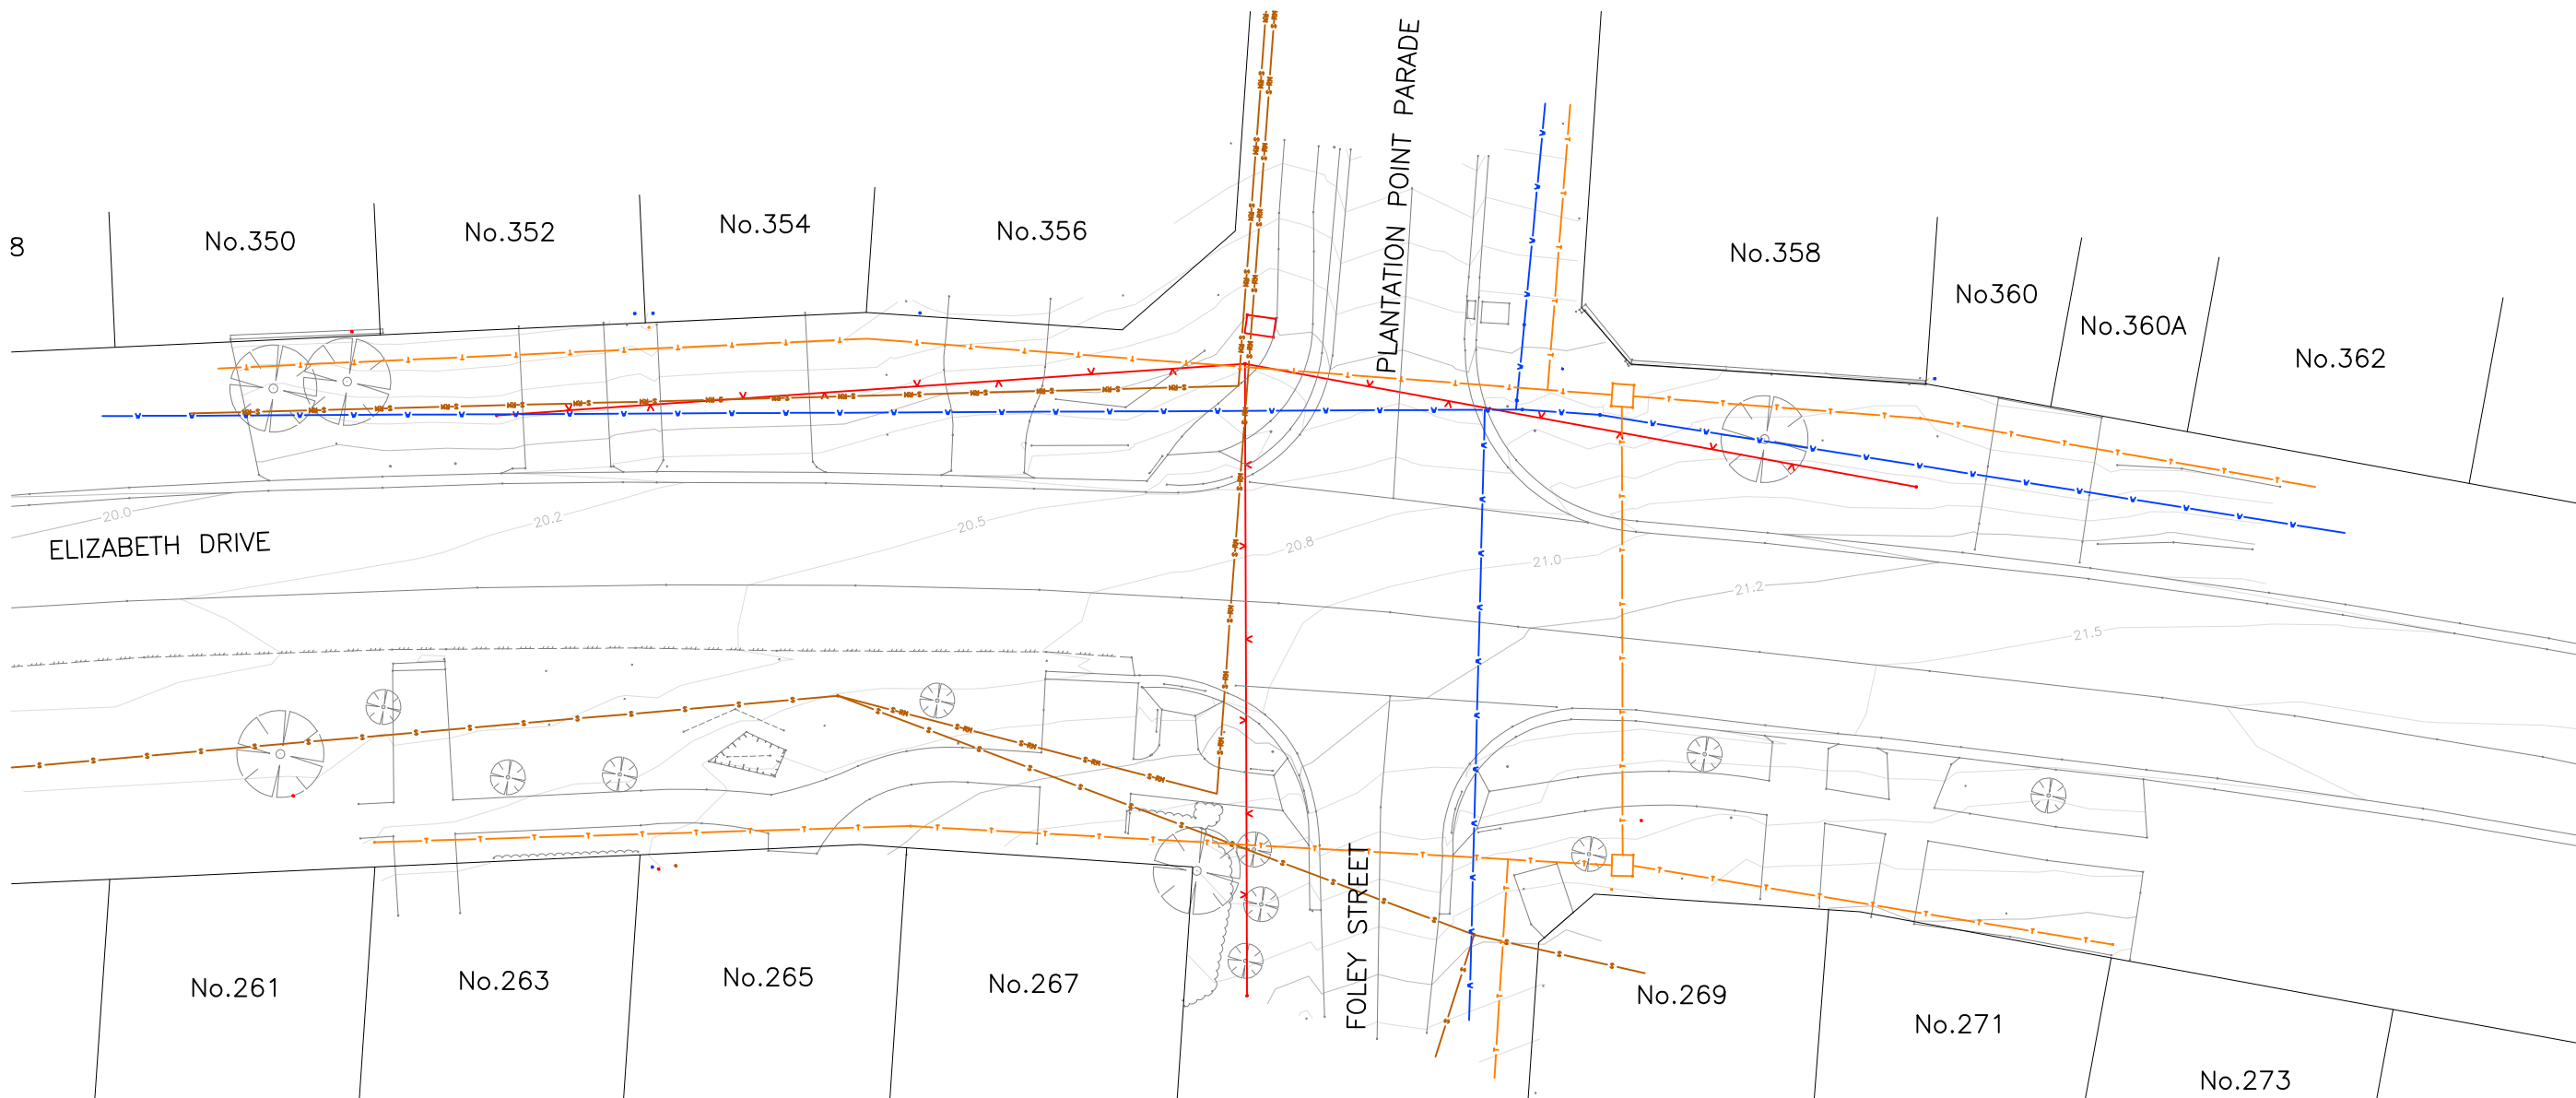 PLANTATION POINT PARADE
8
No.350
No.352
No.354
No.356
No.358
No360
No.360A
No.362
20.0
20.2
20.5
20.8
21.0
21.2
21.5
ELIZABETH DRIVE
FOLEY STREET
No.261
No.263
No.265
No.267
No.269
No.271
No.273